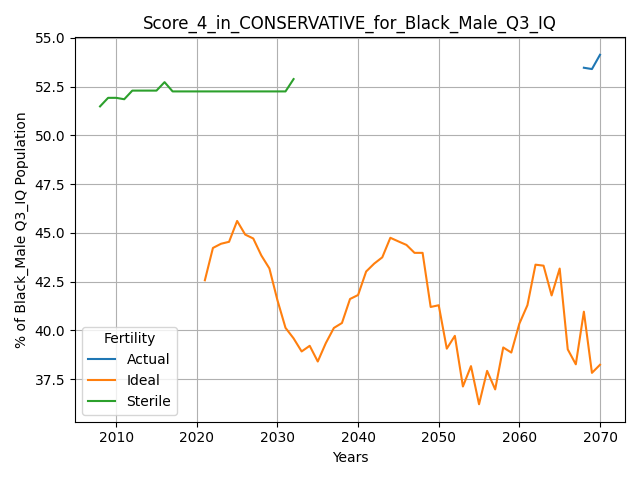 Score_4_in_CONSERVATIVE_for_Black_Male_Q3_IQ
% of Black_Male Q3_IQ Population
55.0
52.5
50.0
47.5
45.0
42.5
40.0
37.5
Fertility
Actual
Ideal
Sterile
2010 2020 2030 2040 2050 2060 2070
Years